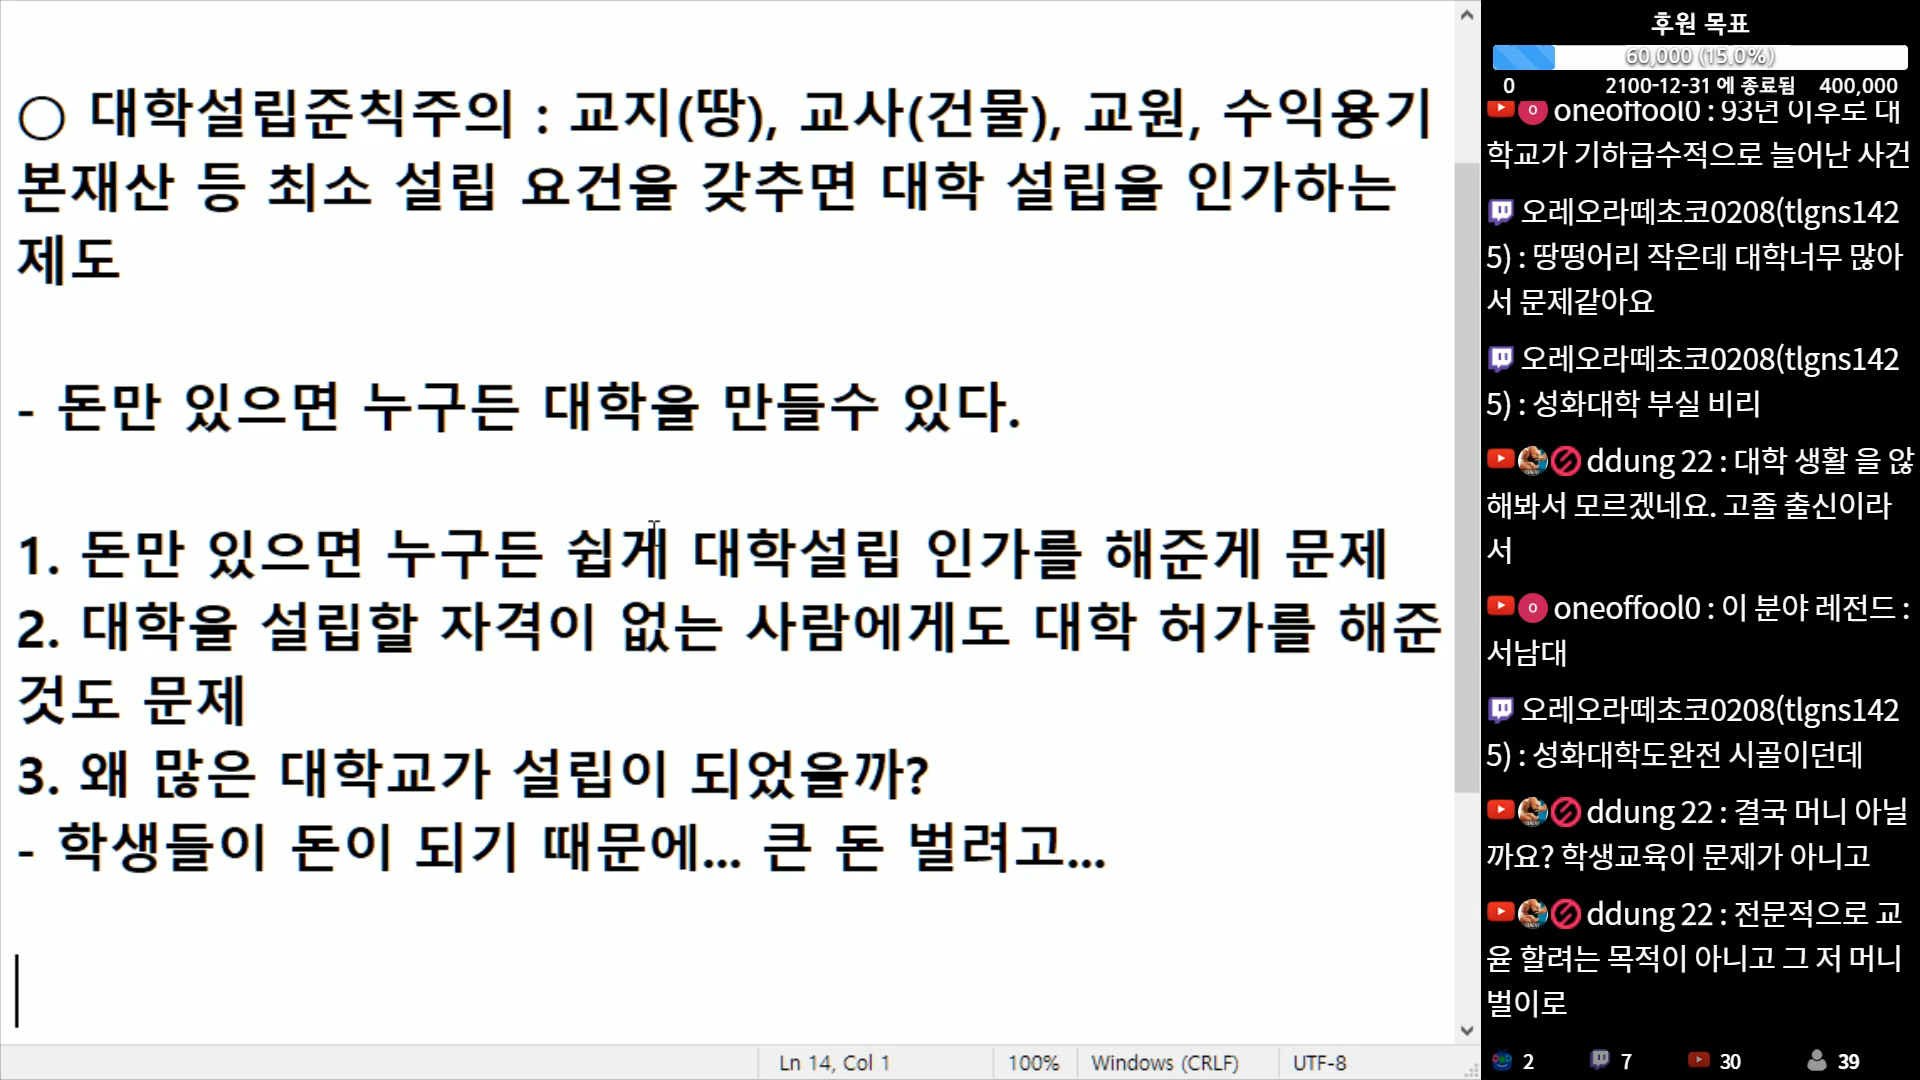 ○ 대학설립준칙주의 : 교지(땅), 교사(건물), 교원, 수익용기
본재산 등 최소 설립 요건을 갖추면 대학 설립을 인가하는
제도
- 돈만 있으면 누구든 대학을 만들수 있다.
1. 돈만 있으면 누구든 쉽게 대학설립 인가를 해준게 문제
2. 대학을 설립할 자격이 없는 사람에게도 대학 허가를 해준
것도 문제
3. 왜 많은 대학교가 설립이 되었을까?
- 학생들이 돈이 되기 때문에... 큰 돈 벌려고...
Ln 14, Col 1
100%
Windows (CRLF)
UTF-8
후원 목표
60,000 (15.0%)
0 2100-12-31 에 종료됨 400,000
oneoffool0 : 93년 이후로 대
학교가 기하급수적으로 늘어난 사건
오레오라떼초코0208(tlgns142
5) : 땅떵어리 작은데 대학너무 많아
서 문제같아요
오레오라떼초코0208(tlgns142
5) : 성화대학 부실 비리
ddung 22 : 대학 생활 을 않
해봐서 모르겠네요. 고졸 출신이라
서
oneoffool0 : 이 분야 레전드 :
서남대
오레오라떼초코0208(tlgns142
5) : 성화대학도완전 시골이던데
ddung 22 : 결국 머니 아닐
까요? 학생교육이 문제가 아니고
ddung 22 : 전문적으로 교
윤 할려는 목적이 아니고 그 저 머니
벌이로
2 7 30 39